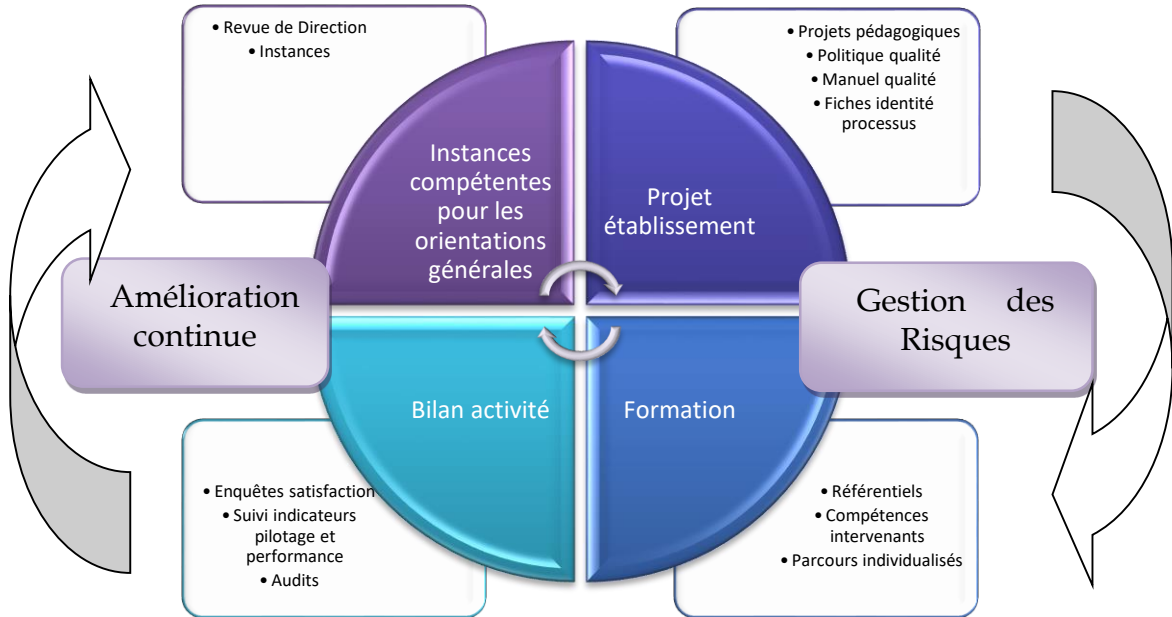 • Revue de Direction
• Instances
• Projets pédagogiques
• Politique qualité
• Manuel qualité
• Fiches identité
processus
Instances
compétentes
pour les
orientations
générales
Projet
établissement
Amélioration
continue
Gestion des
Risques
Bilan activité
Formation
• Enquêtes satisfaction
• Suivi indicateurs
pilotage et
performance
• Audits
• Référentiels
• Compétences
intervenants
• Parcours individualisés